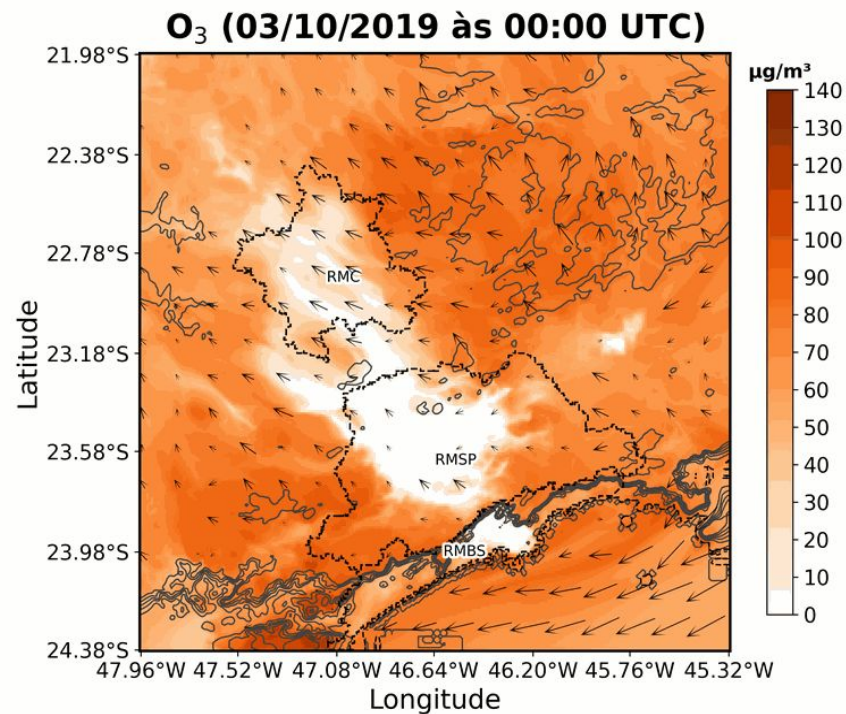 O₃ (03/10/2019 às 00:00 UTC)
µg/m³
21.98°S
22.38°S
22.78°S
23.18°S
23.58°S
23.98°S
24.38°S
Latitude
RMC
RMSP
RMBS
140
130
120
110
100
90
80
70
60
50
40
30
20
10
0
47.96°W 47.52°W 47.08°W 46.64°W 46.20°W 45.76°W 45.32°W
Longitude